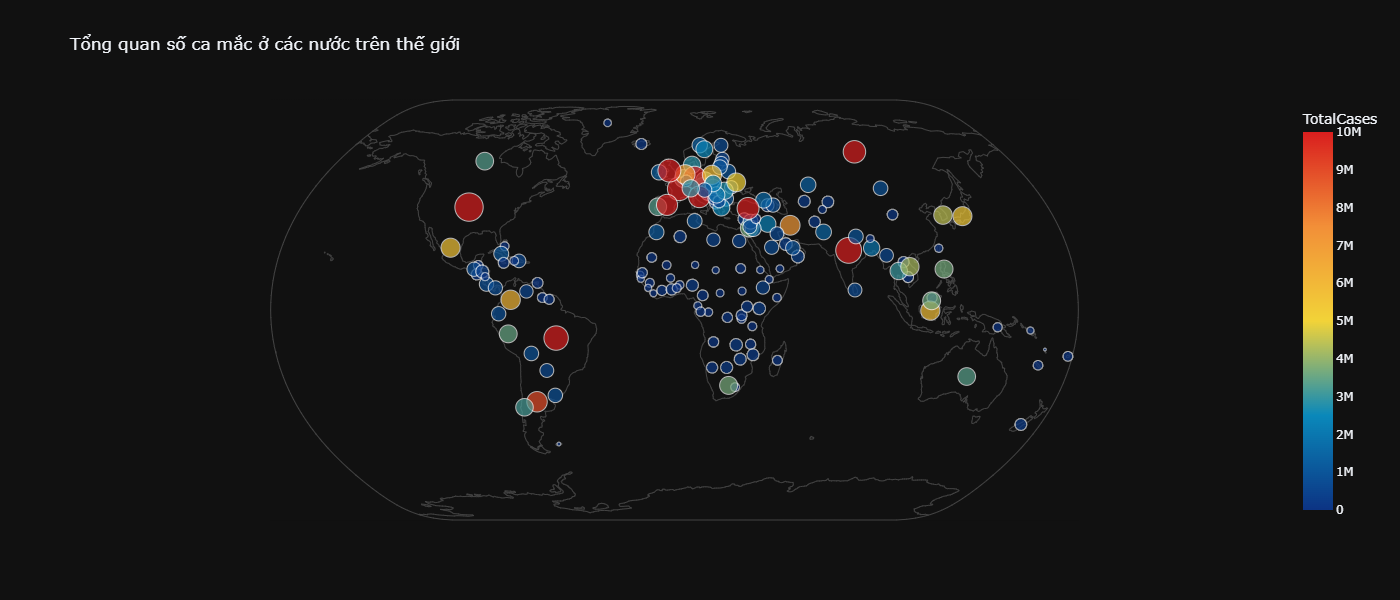 Tổng quan số ca mắc ở các nước trên thế giới
TotalCases
10M
9M
8M
7M
6M
5M
4M
3M
2M
1M
0